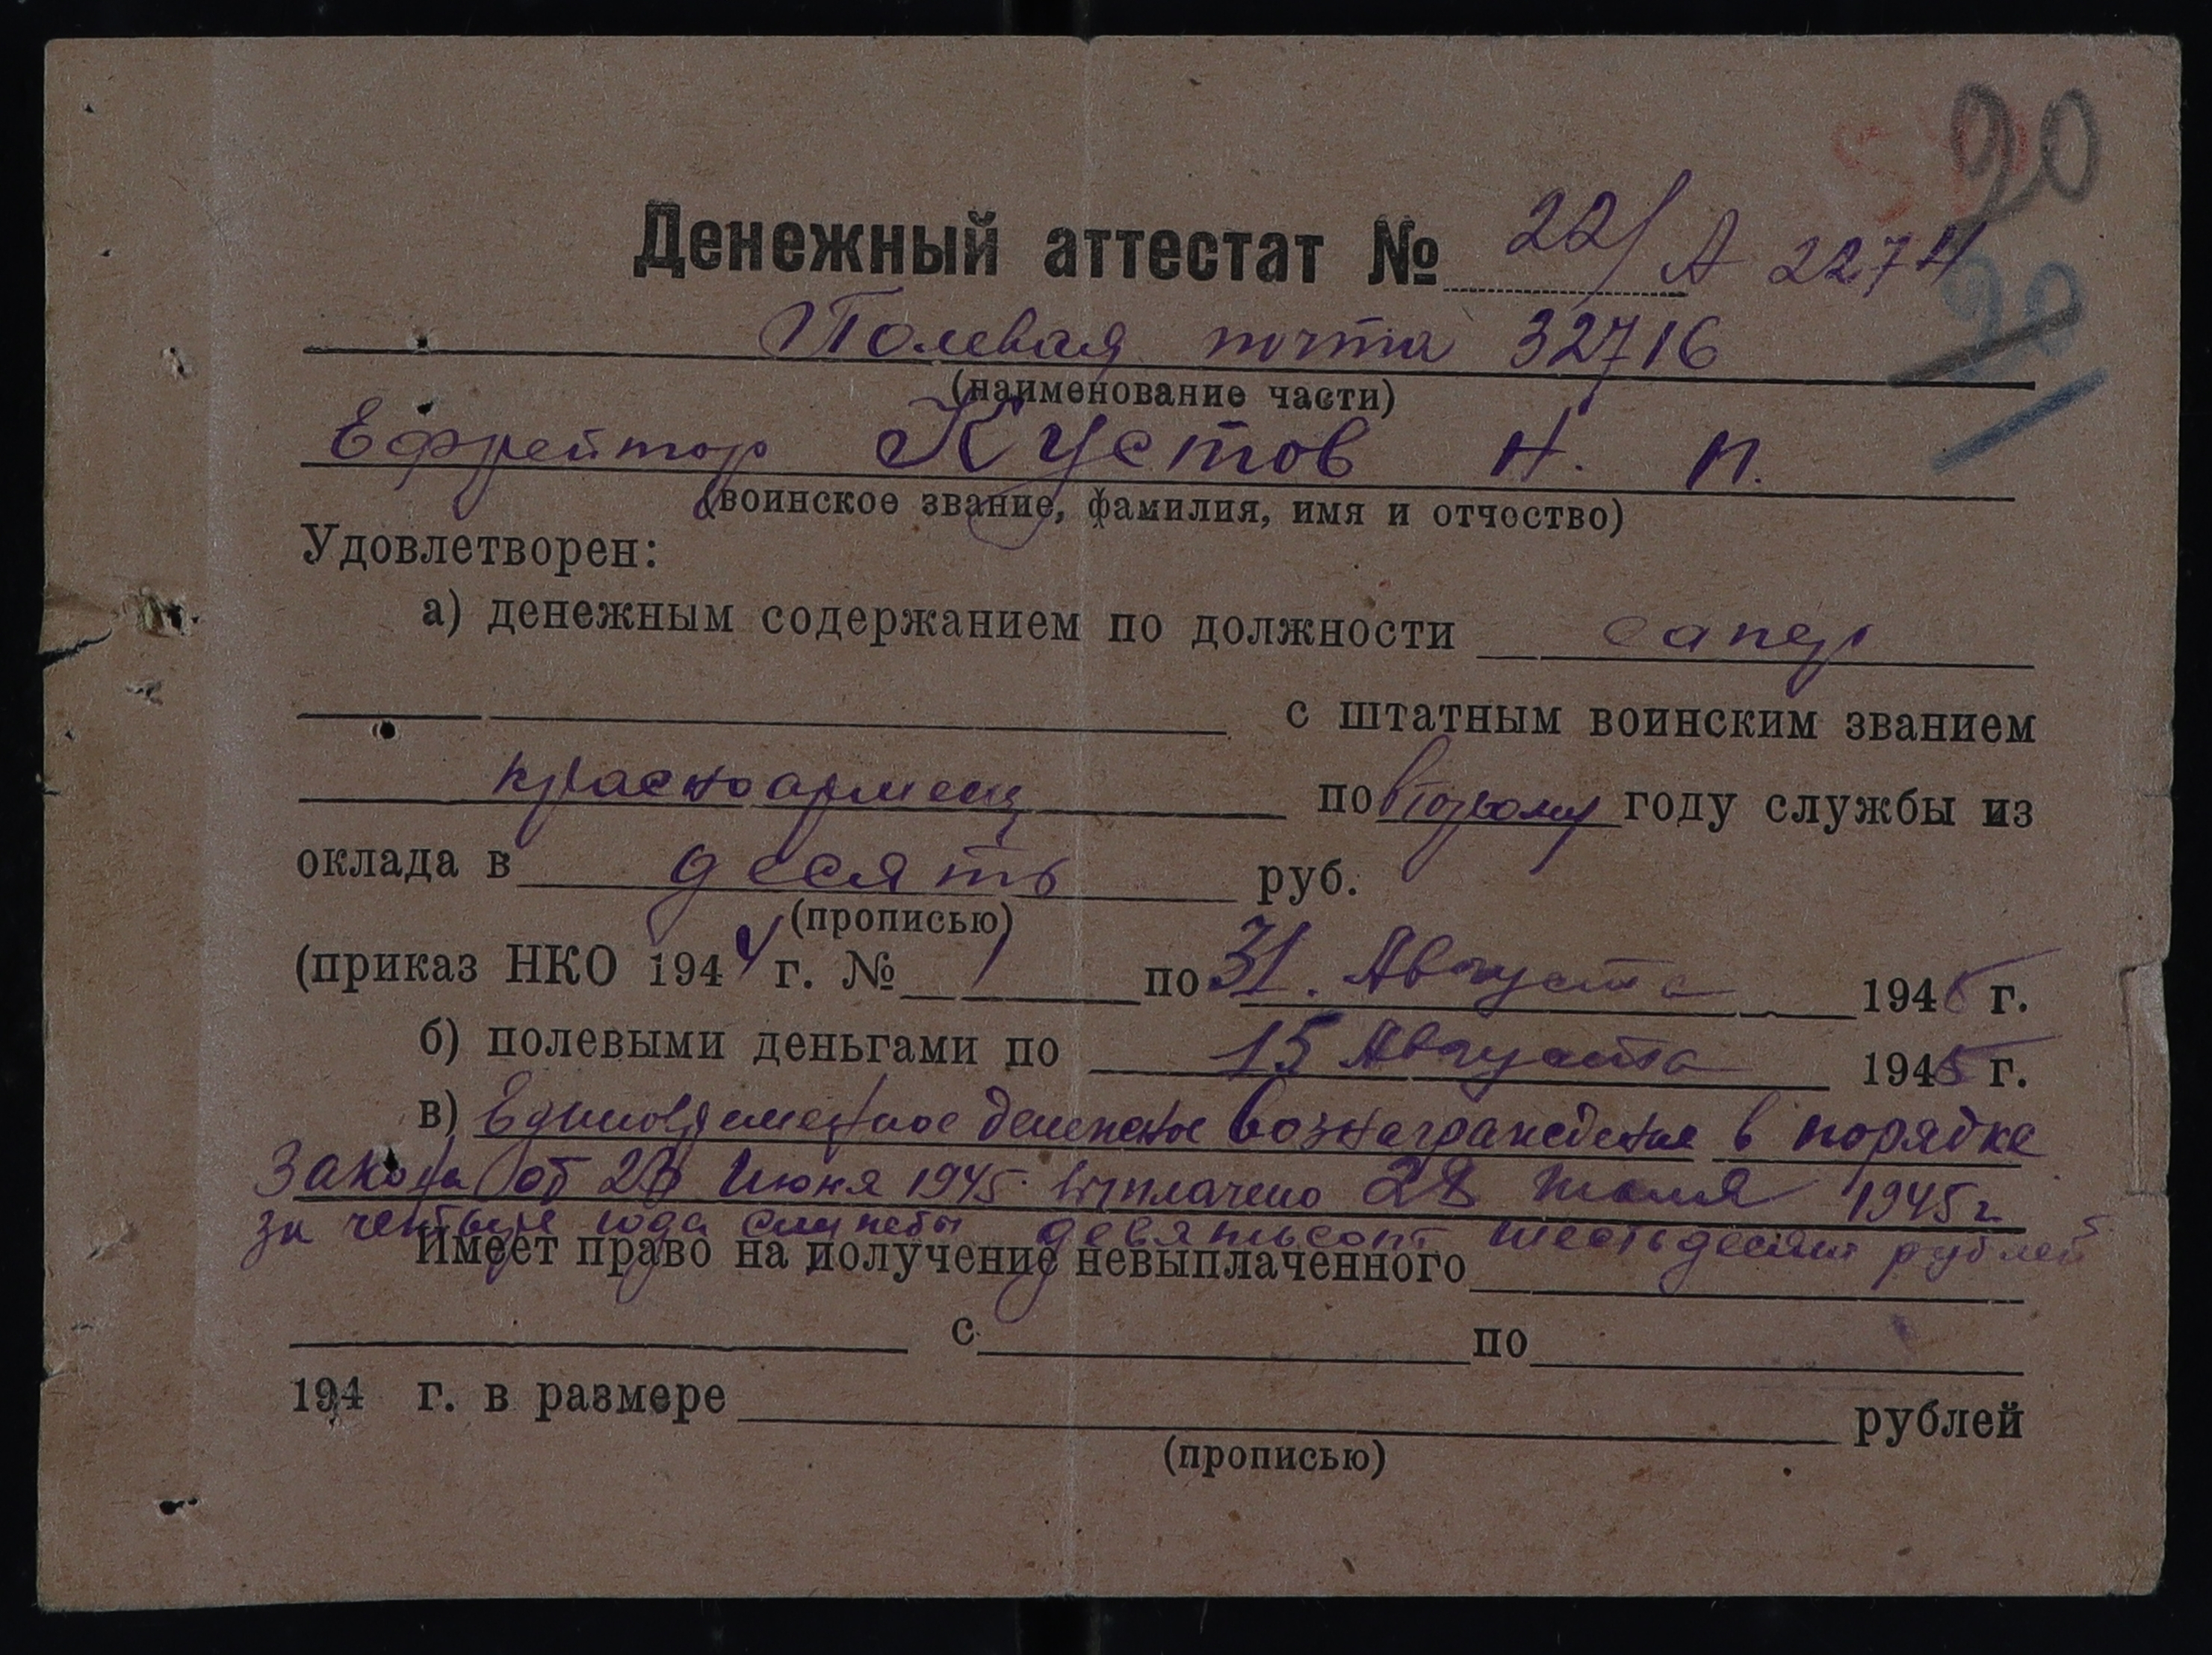 20
Денежный аттестат № 22/ А 2274
20
Полевая почта 32716
(наименование части)
Ефрейтор Кустов Н. П.
(воинское звание, фамилия, имя и отчество)
Удовлетворен:
а) денежным содержанием по должности сапер
с штатным воинским званием
красноармеец по второму году службы из
оклада в десять руб.
(прописью)
(приказ НКО 1944 г. № 1 по 31. Августа 1945 г.
б) полевыми деньгами по 15 Августа 1945 г.
в) Единовременное денежное вознаграждение в порядке
Закона от 23 Июня 1945 выплачено 28 Июля 1945 г
за четыре года службы девятьсот шестьдесят рублей
Имеет право на получение невыплаченного
с по
194 г. в размере рублей
(прописью)